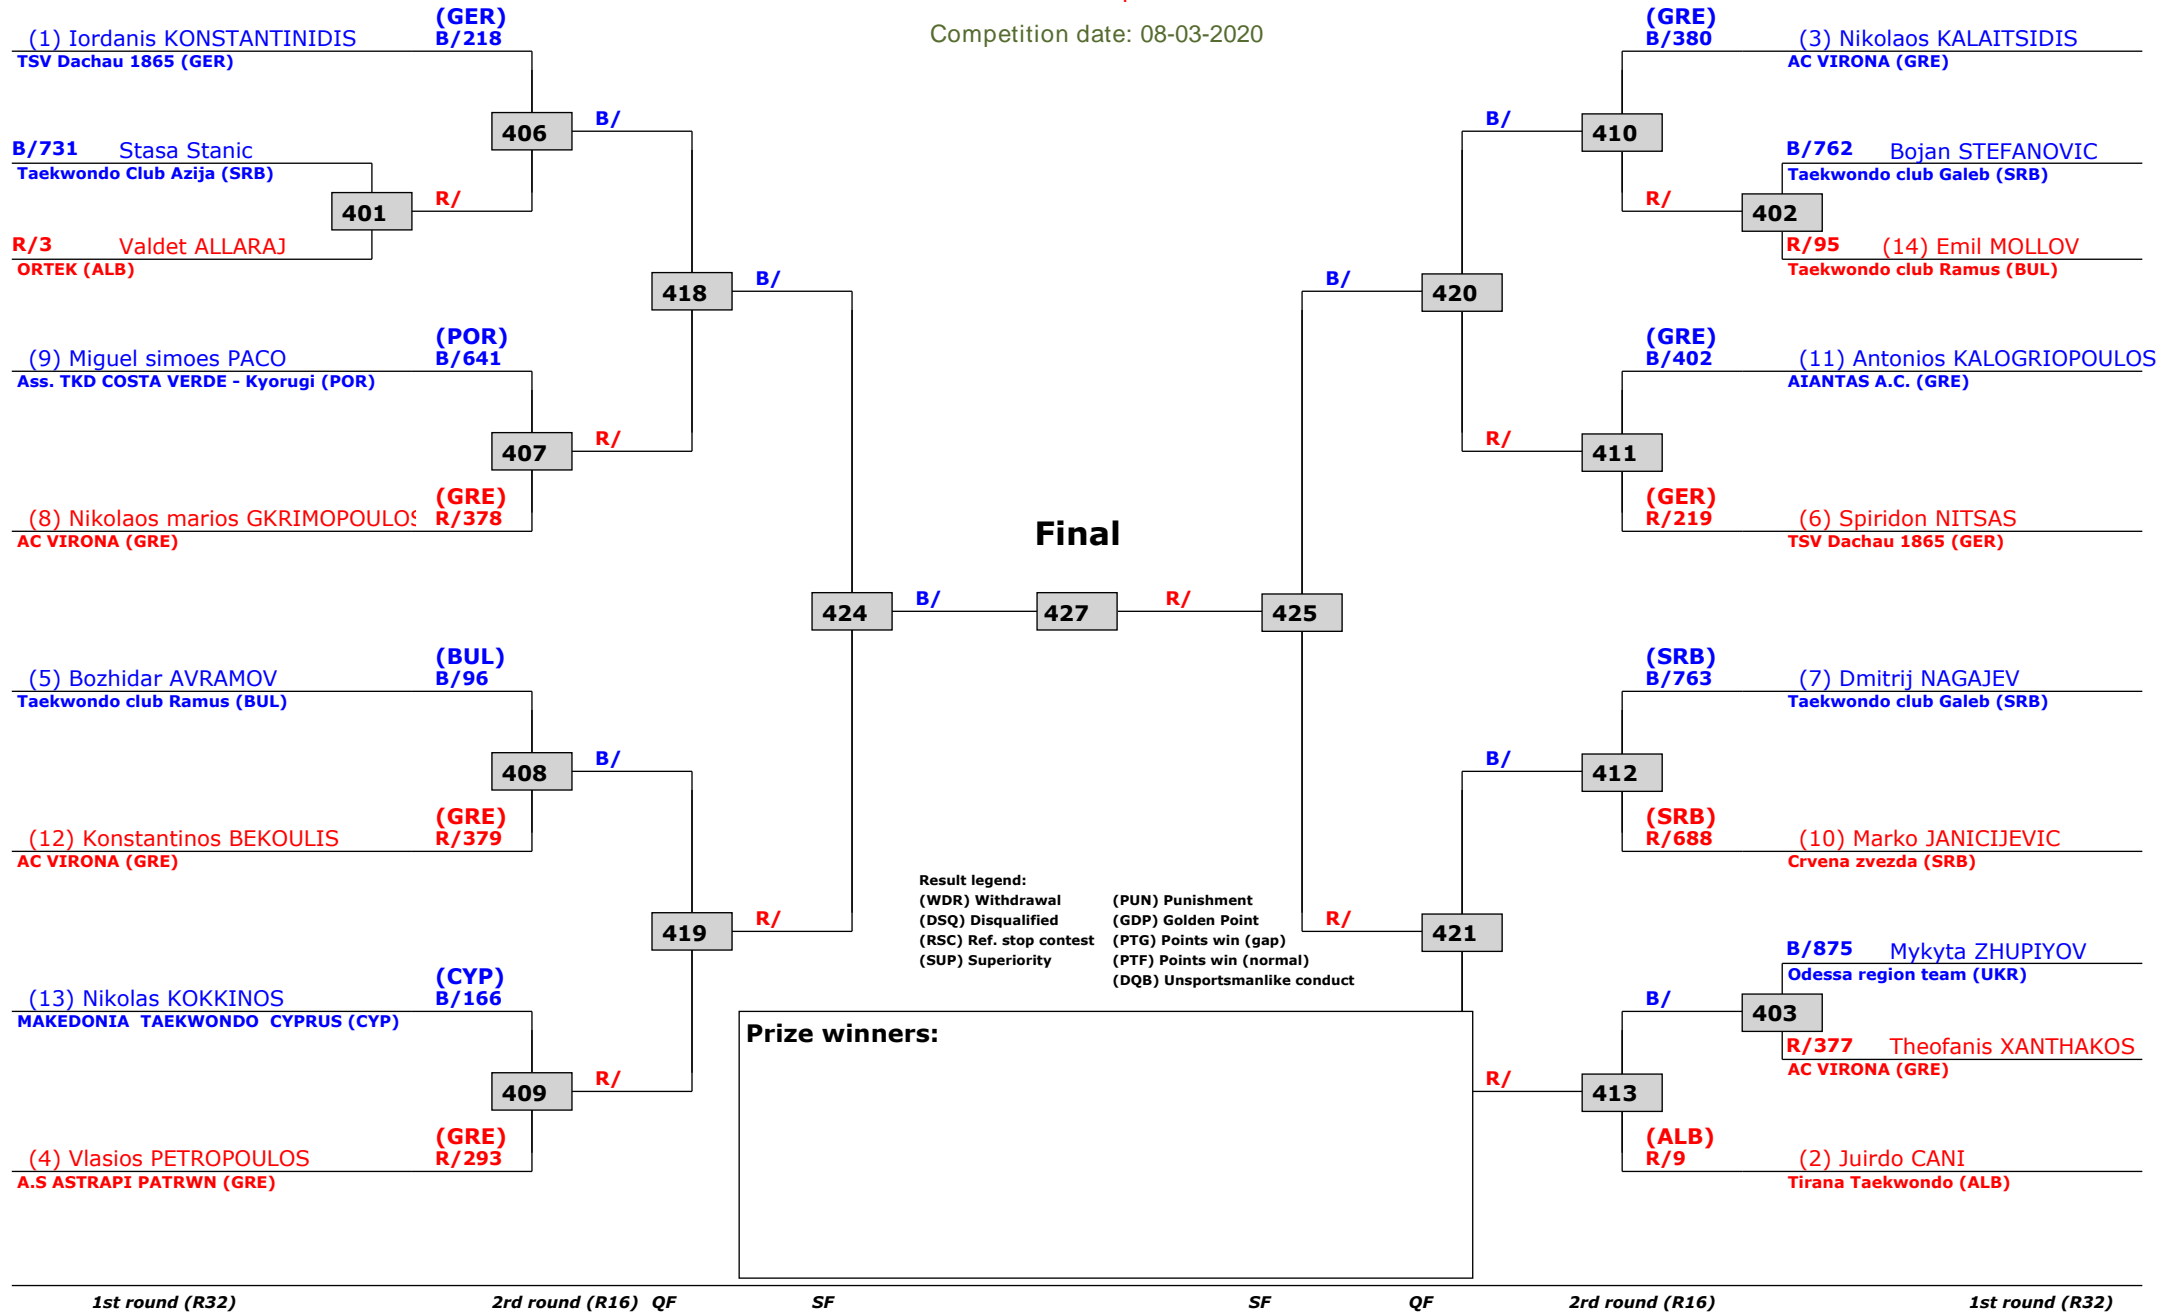 Competition date: 08-03-2020
(GER)
(1) Iordanis KONSTANTINIDIS B/218
TSV Dachau 1865 (GER)
406
B/
B/731 Stasa Stanic
Taekwondo Club Azija (SRB)
401
R/
R/3 Valdet ALLARAJ
ORTEK (ALB)
418
B/
(POR)
(9) Miguel simoes PACO B/641
Ass. TKD COSTA VERDE - Kyorugi (POR)
407
R/
(GRE)
(8) Nikolaos marios GKRIMOPOULOS R/378
AC VIRONA (GRE)
424
B/
(BUL)
(5) Bozhidar AVRAMOV B/96
Taekwondo club Ramus (BUL)
408
B/
(GRE)
(12) Konstantinos BEKOULIS R/379
AC VIRONA (GRE)
419
R/
(CYP)
(13) Nikolas KOKKINOS B/166
MAKEDONIA TAEKWONDO CYPRUS (CYP)
409
R/
(GRE)
(4) Vlasios PETROPOULOS R/293
A.S ASTRAPI PATRWN (GRE)
Final
427
R/
425
(GRE)
B/380 (3) Nikolaos KALAITSIDIS
AC VIRONA (GRE)
B/
410
B/762 Bojan STEFANOVIC
Taekwondo club Galeb (SRB)
R/
402
R/95 (14) Emil MOLLOV
Taekwondo club Ramus (BUL)
B/
420
(GRE)
B/402 (11) Antonios KALOGRIOPOULOS
AIANTAS A.C. (GRE)
R/
411
(GER)
R/219 (6) Spiridon NITSAS
TSV Dachau 1865 (GER)
(SRB)
B/763 (7) Dmitrij NAGAJEV
Taekwondo club Galeb (SRB)
B/
412
(SRB)
R/688 (10) Marko JANICIJEVIC
Crvena zvezda (SRB)
R/
421
B/875 Mykyta ZHUPIYOV
Odessa region team (UKR)
B/
403
R/377 Theofanis XANTHAKOS
AC VIRONA (GRE)
R/
413
(ALB)
R/9 (2) Juirdo CANI
Tirana Taekwondo (ALB)
Result legend:
(WDR) Withdrawal (PUN) Punishment
(DSQ) Disqualified (GDP) Golden Point
(RSC) Ref. stop contest (PTG) Points win (gap)
(SUP) Superiority (PTF) Points win (normal)
(DQB) Unsportsmanlike conduct
Prize winners:
1st round (R32) 2rd round (R16) QF SF SF QF 2rd round (R16) 1st round (R32)